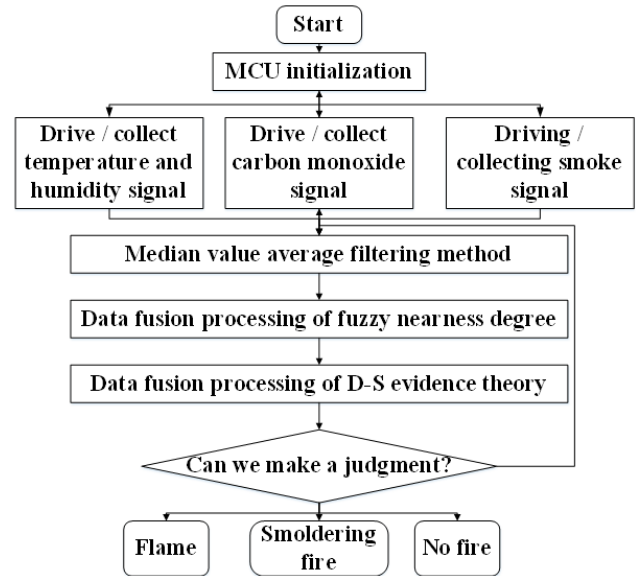 Start
MCU initialization
Drive / collect
temperature and
humidity signal
Drive / collect
carbon monoxide
signal
Driving /
collecting smoke
signal
Median value average filtering method
Data fusion processing of fuzzy nearness degree
Data fusion processing of D-S evidence theory
Can we make a judgment?
Flame
Smoldering
fire
No fire